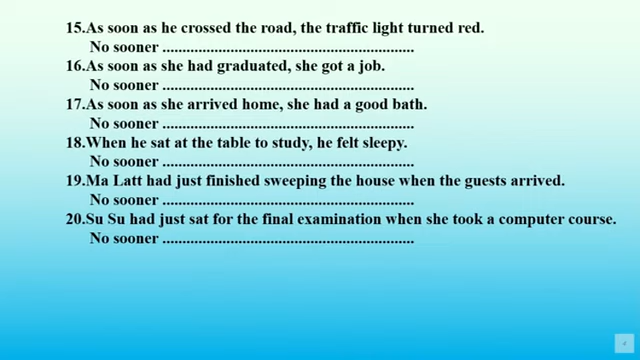 15.As soon as he crossed the road, the traffic light turned red.
No sooner ...............................................................
16.As soon as she had graduated, she got a job.
No sooner ...............................................................
17.As soon as she arrived home, she had a good bath.
No sooner ...............................................................
18.When he sat at the table to study, he felt sleepy.
No sooner ...............................................................
19.Ma Latt had just finished sweeping the house when the guests arrived.
No sooner ...............................................................
20.Su Su had just sat for the final examination when she took a computer course.
No sooner ...............................................................
4